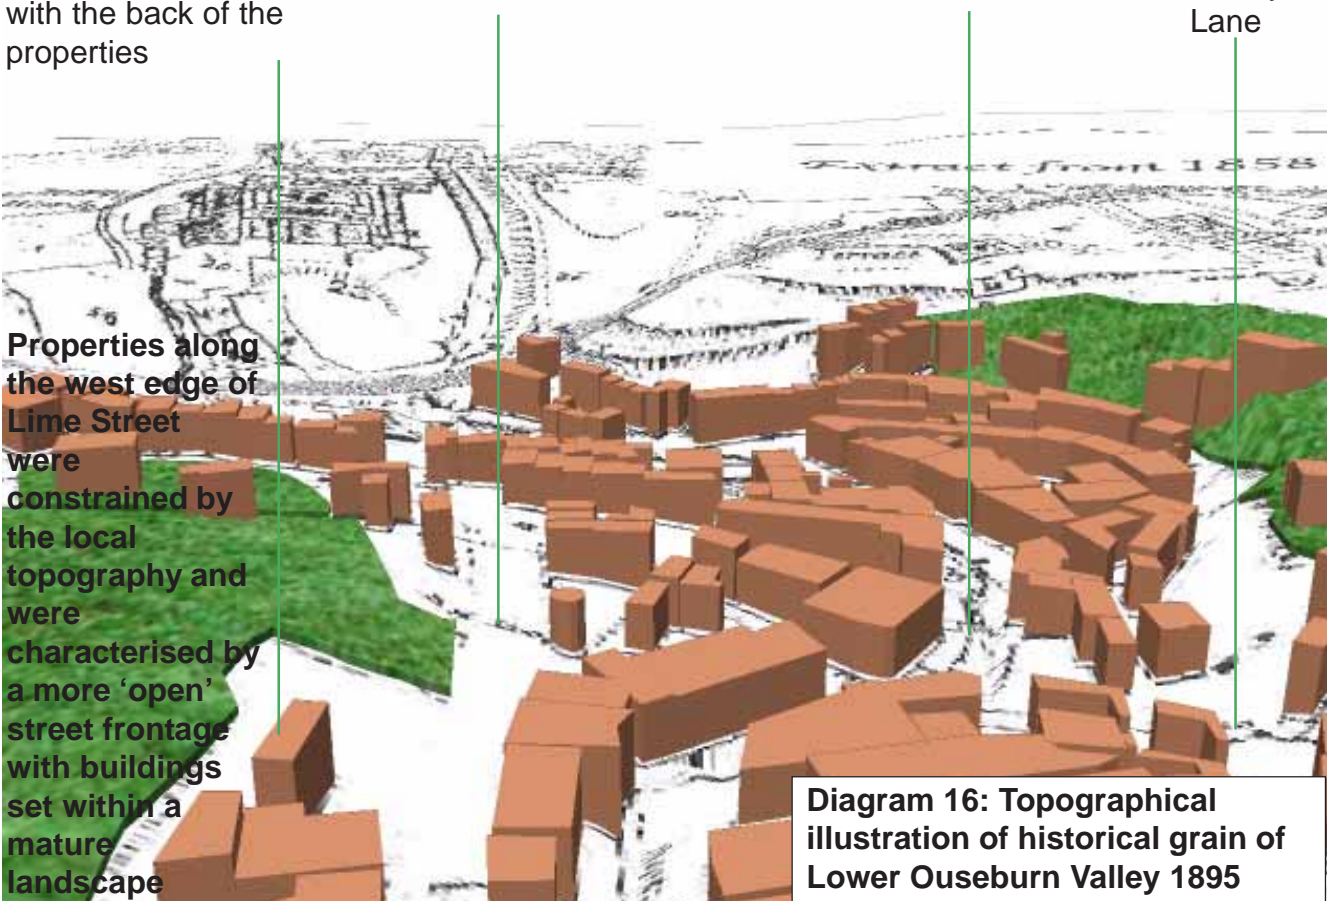 with the back of the
properties
Lane
Extract from 1858
Terrace
Properties along
the west edge of
Lime Street
were
constrained by
the local
topography and
were
characterised by
a more ‘open’
street frontage
with buildings
set within a
mature
landscape
Diagram 16: Topographical
illustration of historical grain of
Lower Ouseburn Valley 1895